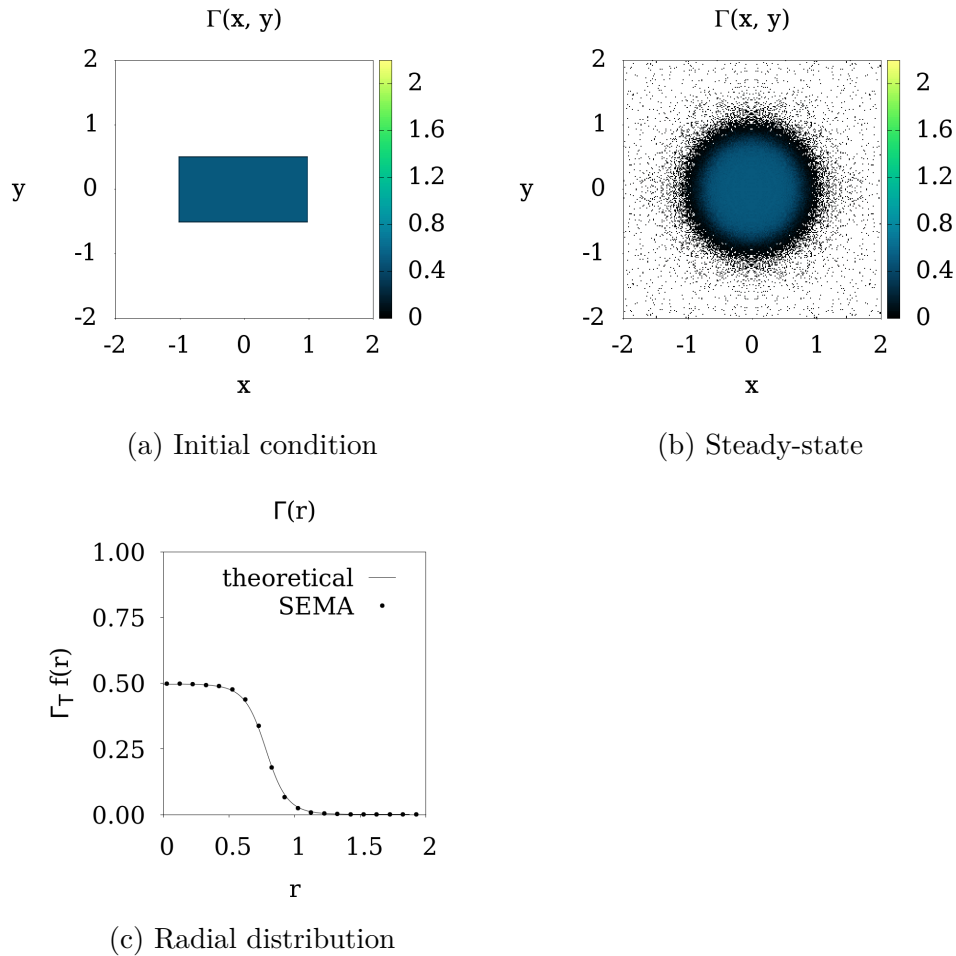 Γ(x, y)
2
1
y
0
-1
-2
-2 -1 0 1 2
x
2
1.6
1.2
0.8
0.4
0
(a) Initial condition
Γ(x, y)
2
1
y
0
-1
-2
-2 -1 0 1 2
x
2
1.6
1.2
0.8
0.4
0
(b) Steady-state
Γ(r)
1.00
0.75
0.50
0.25
0.00
ΓT f(r)
theoretical
SEMA
0 0.5 1 1.5 2
r
(c) Radial distribution